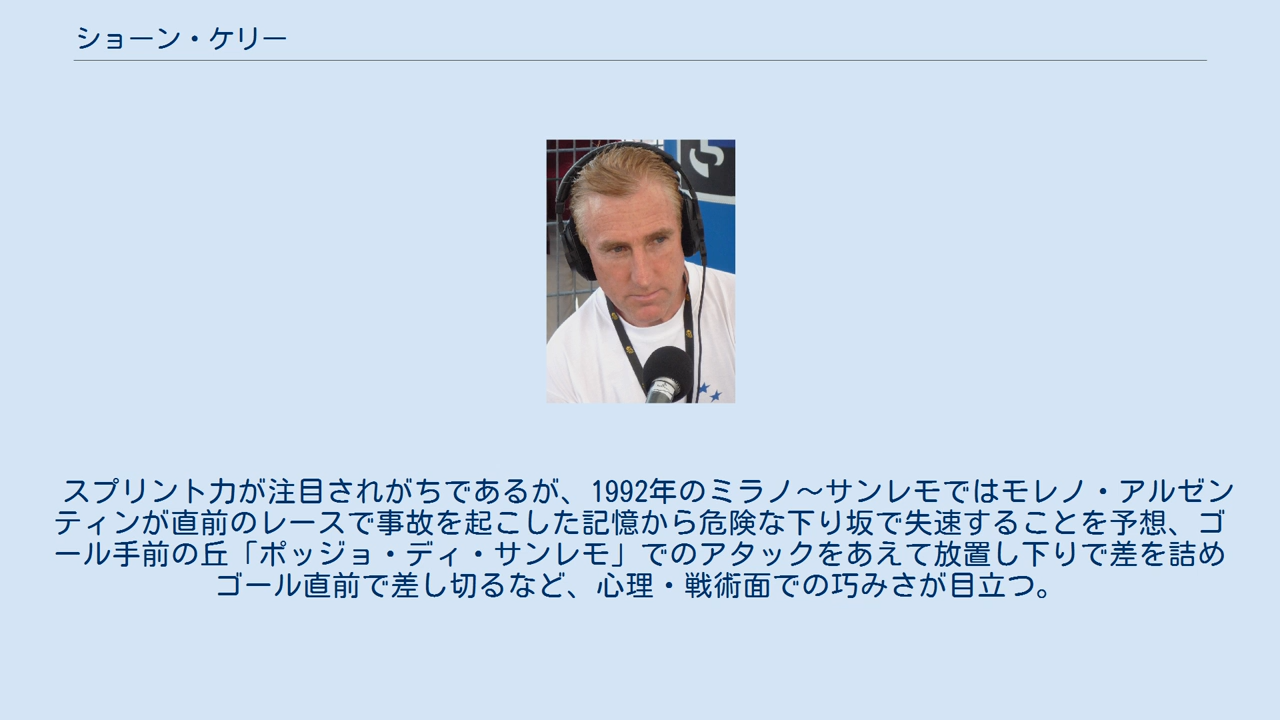 ショーン・ケリー
スプリント力が注目されがちであるが、1992年のミラノ〜サンレモではモレノ・アルゼン
ティンが直前のレースで事故を起こした記憶から危険な下り坂で失速することを予想、ゴ
ール手前の丘「ポッジョ・ディ・サンレモ」でのアタックをあえて放置し下りで差を詰め
ゴール直前で差し切るなど、心理・戦術面での巧みさが目立つ。